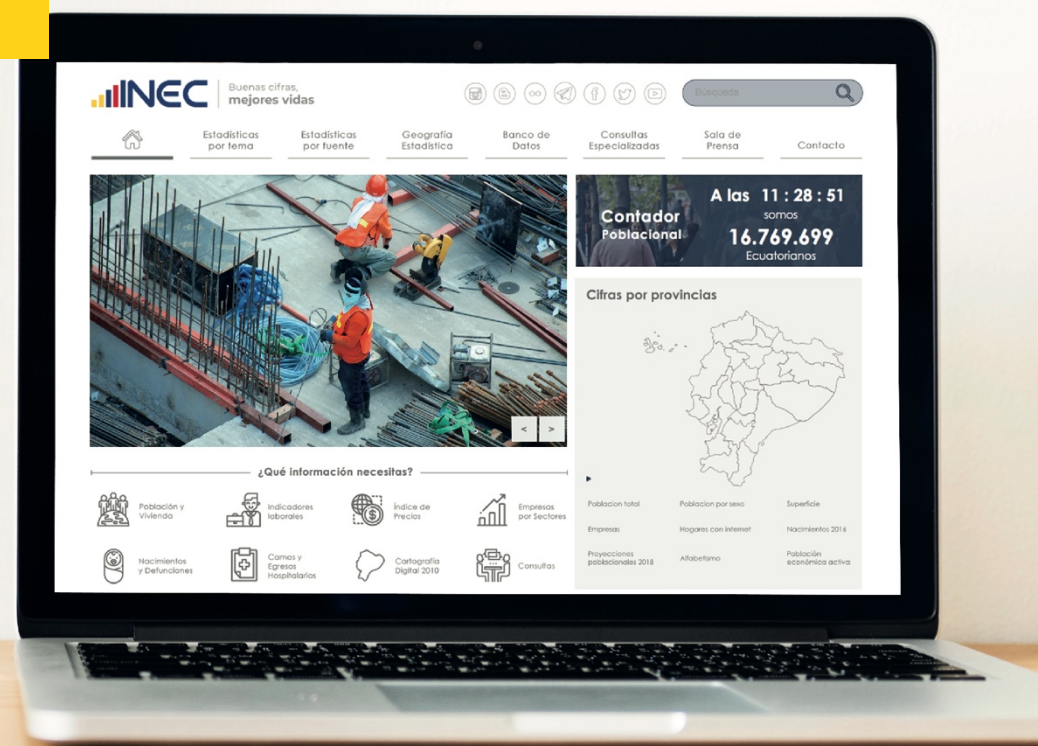 INEC
Buenas cifras,
mejores vidas
Búsqueda
Estadísticas
por tema
Estadísticas
por fuente
Geografía
Estadística
Banco de
Datos
Consultas
Especializadas
Sala de
Prensa
Contacto
Contador
Poblacional
A las 11 : 28 : 51
somos
16.769.699
Ecuatorianos
Cifras por provincias
< >
¿Qué información necesitas?
Población y
Vivienda
Indicadores
laborales
Índice de
Precios
Empresas
por Sectores
Nacimientos
y Defunciones
Camas y
Egresos
Hospitalarios
Cartografía
Digital 2010
Consultas
Poblacion total
Poblacion por sexo
Superficie
Empresas
Hogares con internet
Nacimientos 2016
Proyecciones
poblacionales 2018
Alfabetismo
Población
económica activa